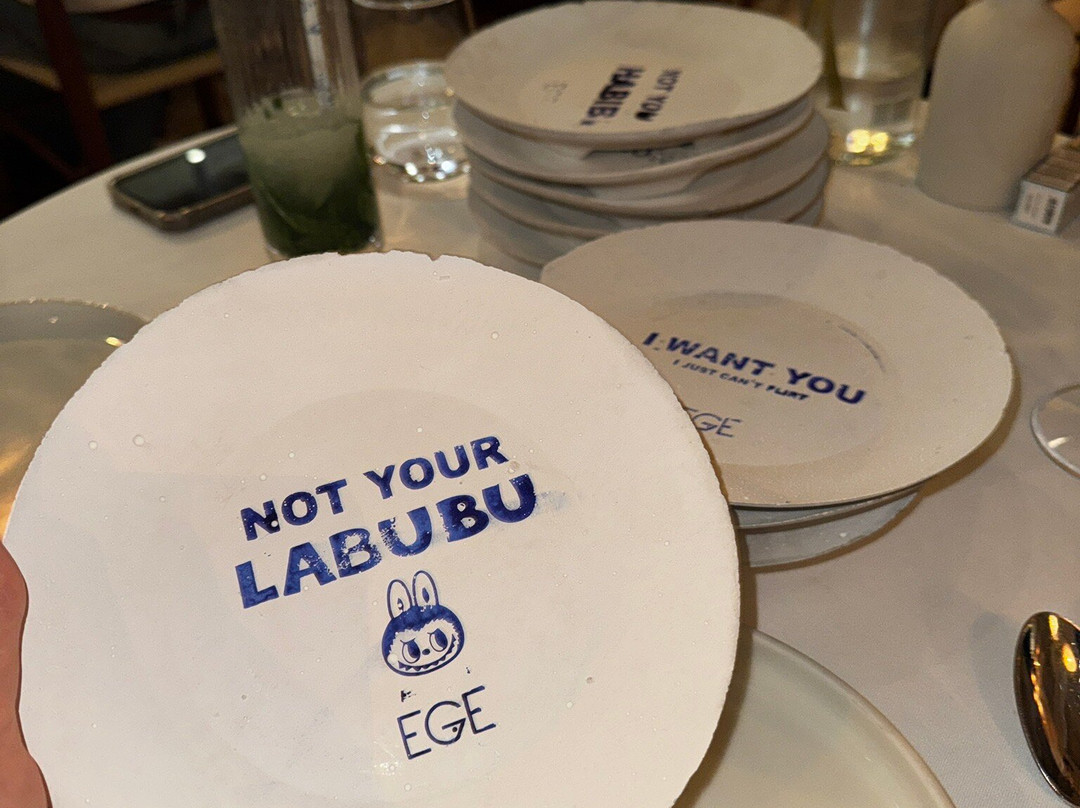 NOT YOU
HABIBI
I WANT YOU
I JUST CAN'T FLIRT
EGE
NOT YOUR
LABUBU
EGE